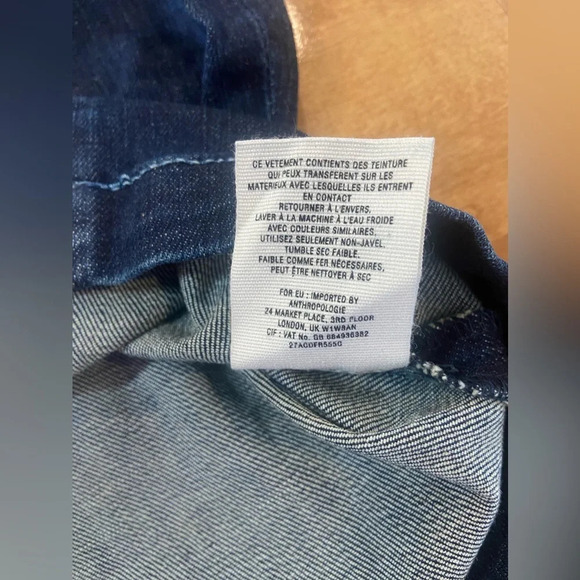 CE VETEMENT CONTIENTS DES TEINTURE
QUI PEUX TRANSFERENT SUR LES
MATERIEUX AVEC LESQUELLES ILS ENTRENT
EN CONTACT
RETOURNER À L'ENVERS,
LAVER À LA MACHINE À L'EAU FROIDE
AVEC COULEURS SIMILAIRES,
UTILISEZ SEULEMENT NON-JAVEL,
TUMBLE SEC FAIBLE.
FAIBLE COMME FER NÉCESSAIRES,
PEUT ÊTRE NETTOYER À SEC
FOR EU : IMPORTED BY
ANTHROPOLOGIE
24 MARKET PLACE, 3RD FLOOR
LONDON, UK W1W8AN
CIF : VAT No. GB 684936382